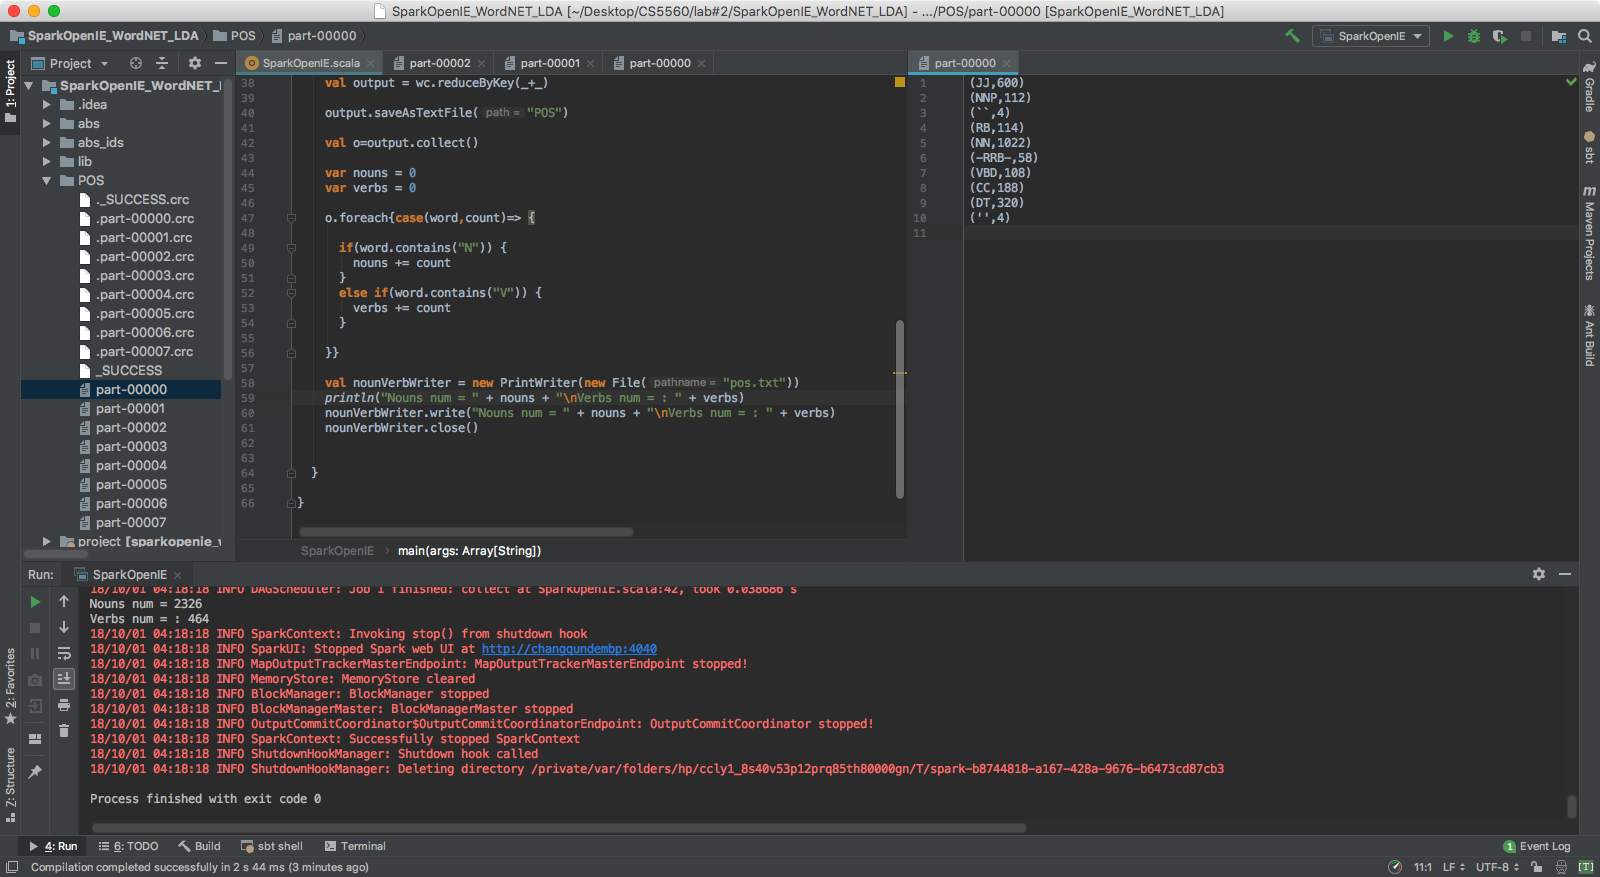 SparkOpenIE_WordNET_LDA [~/Desktop/CS5560/lab#2/SparkOpenIE_WordNET_LDA] - .../POS/part-00000 [SparkOpenIE_WordNET_LDA]
SparkOpenIE_WordNET_LDA POS part-00000
SparkOpenIE
Project
SparkOpenIE_WordNET_l
.idea
abs
abs_ids
lib
POS
._SUCCESS.crc
.part-00000.crc
.part-00001.crc
.part-00002.crc
.part-00003.crc
.part-00004.crc
.part-00005.crc
.part-00006.crc
.part-00007.crc
_SUCCESS
part-00000
part-00001
part-00002
part-00003
part-00004
part-00005
part-00006
part-00007
project [sparkopenie_w
1: Project
2: Favorites
7: Structure
SparkOpenIE.scala part-00002 part-00001 part-00000
38 val output = wc.reduceByKey(_+_)
39
40 output.saveAsTextFile( path = "POS")
41
42 val o=output.collect()
43
44 var nouns = 0
45 var verbs = 0
46
47 o.foreach{case(word,count)=> {
48
49 if(word.contains("N")) {
50 nouns += count
51 }
52 else if(word.contains("V")) {
53 verbs += count
54 }
55
56 }}
57
58 val nounVerbWriter = new PrintWriter(new File( pathname = "pos.txt"))
59 println("Nouns num = " + nouns + "\nVerbs num = : " + verbs)
60 nounVerbWriter.write("Nouns num = " + nouns + "\nVerbs num = : " + verbs)
61 nounVerbWriter.close()
62
63
64 }
65
66 }
SparkOpenIE main(args: Array[String])
part-00000
1 (JJ,600)
2 (NNP,112)
3 (``,4)
4 (RB,114)
5 (NN,1022)
6 (-RRB-,58)
7 (VBD,108)
8 (CC,188)
9 (DT,320)
10 ('',4)
11
Gradle
sbt
Maven Projects
Ant Build
Run: SparkOpenIE
18/10/01 04:18:18 INFO DAGScheduler: Job 1 finished: collect at SparkOpenIE.scala:42, took 0.038686 s
Nouns num = 2326
Verbs num = : 464
18/10/01 04:18:18 INFO SparkContext: Invoking stop() from shutdown hook
18/10/01 04:18:18 INFO SparkUI: Stopped Spark web UI at http://changgundembp:4040
18/10/01 04:18:18 INFO MapOutputTrackerMasterEndpoint: MapOutputTrackerMasterEndpoint stopped!
18/10/01 04:18:18 INFO MemoryStore: MemoryStore cleared
18/10/01 04:18:18 INFO BlockManager: BlockManager stopped
18/10/01 04:18:18 INFO BlockManagerMaster: BlockManagerMaster stopped
18/10/01 04:18:18 INFO OutputCommitCoordinator$OutputCommitCoordinatorEndpoint: OutputCommitCoordinator stopped!
18/10/01 04:18:18 INFO SparkContext: Successfully stopped SparkContext
18/10/01 04:18:18 INFO ShutdownHookManager: Shutdown hook called
18/10/01 04:18:18 INFO ShutdownHookManager: Deleting directory /private/var/folders/hp/ccly1_8s40v53p12prq85th80000gn/T/spark-b8744818-a167-428a-9676-b6473cd87cb3
Process finished with exit code 0
4: Run 6: TODO Build sbt shell Terminal 1 Event Log
Compilation completed successfully in 2 s 44 ms (3 minutes ago) 11:1 LF UTF-8 [T]